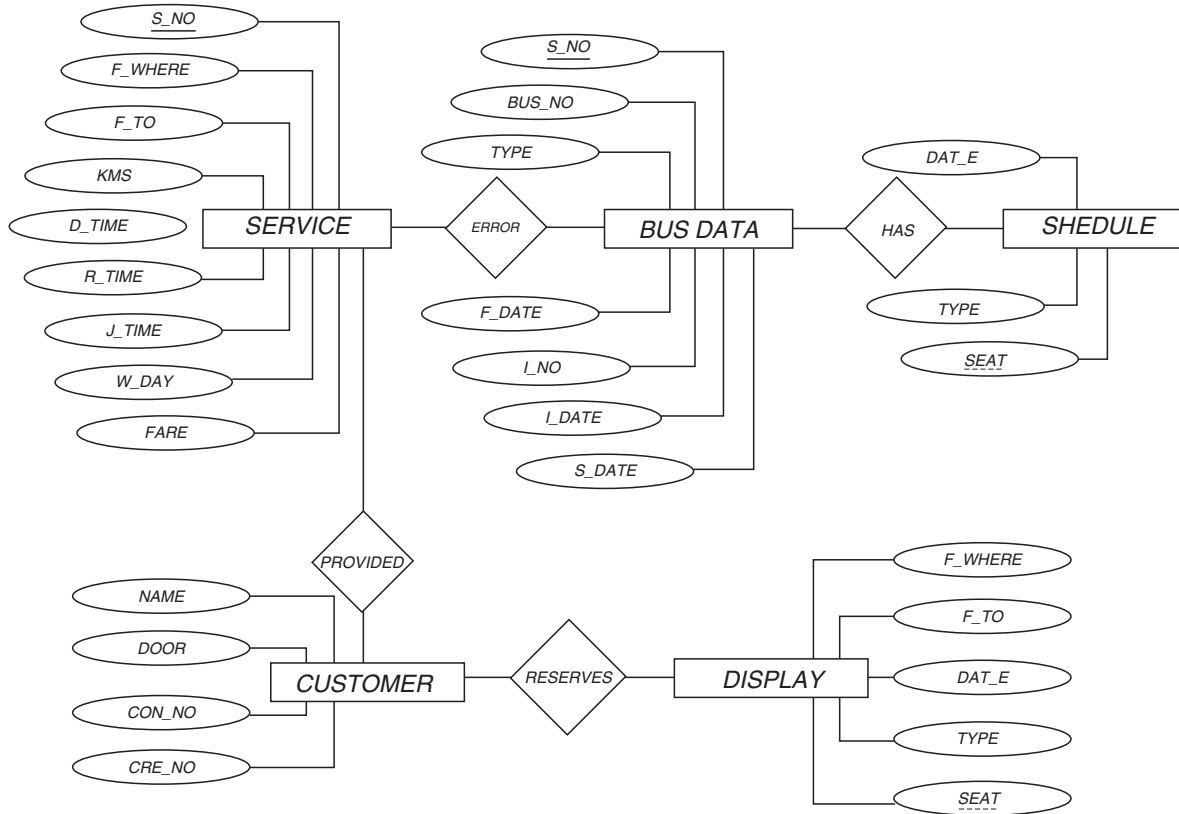 S_NO
F_WHERE
F_TO
KMS
D_TIME
R_TIME
J_TIME
W_DAY
FARE
SERVICE
ERROR
S_NO
BUS_NO
TYPE
BUS DATA
F_DATE
I_NO
I_DATE
S_DATE
HAS
DAT_E
SHEDULE
TYPE
SEAT
PROVIDED
NAME
DOOR
CON_NO
CRE_NO
CUSTOMER
RESERVES
DISPLAY
F_WHERE
F_TO
DAT_E
TYPE
SEAT